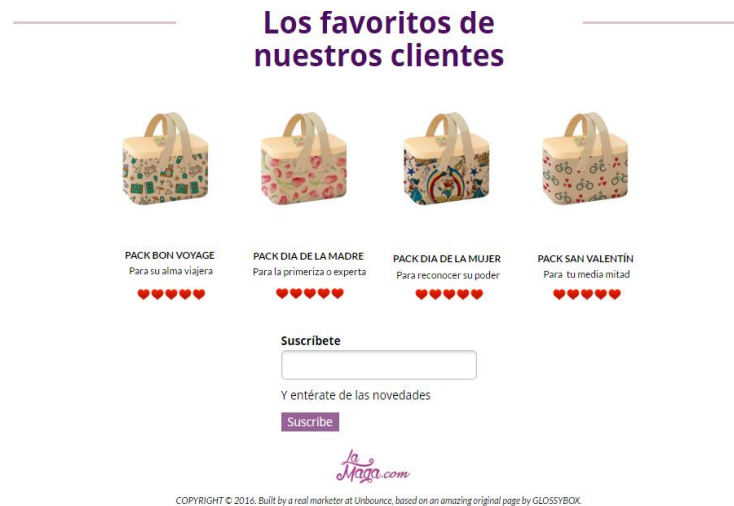 Los favoritos de
nuestros clientes
PACK BON VOYAGE
Para su alma viajera
PACK DIA DE LA MADRE
Para la primeriza o experta
PACK DIA DE LA MUJER
Para reconocer su poder
PACK SAN VALENTÍN
Para tu media mitad
Suscríbete
Y entérate de las novedades
Suscribe
La
Maga.com
COPYRIGHT © 2016. Built by a real marketer at Unbounce, based on an amazing original page by GLOSSYBOX.